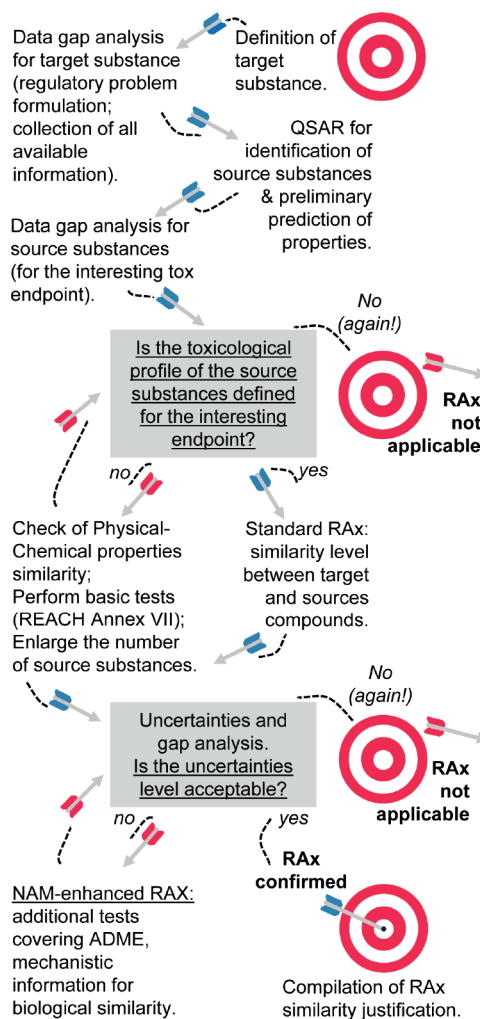 Data gap analysis
for target substance
(regulatory problem
formulation;
collection of all
available
information).
Definition of
target
substance.
QSAR for
identification of
source substances
& preliminary
prediction of
properties.
Data gap analysis for
source substances
(for the interesting tox
endpoint).
No
(again!)
Is the toxicological
profile of the source
substances defined
for the interesting
endpoint?
RAx
not
applicable
no
yes
Check of Physical-
Chemical properties
similarity;
Perform basic tests
(REACH Annex VII);
Enlarge the number
of source substances.
Standard RAx:
similarity level
between target
and sources
compounds.
No
(again!)
Uncertainties and
gap analysis.
Is the uncertainties
level acceptable?
RAx
not
applicable
no
yes
RAx
confirmed
NAM-enhanced RAX:
additional tests
covering ADME,
mechanistic
information for
biological similarity.
Compilation of RAx
similarity justification.